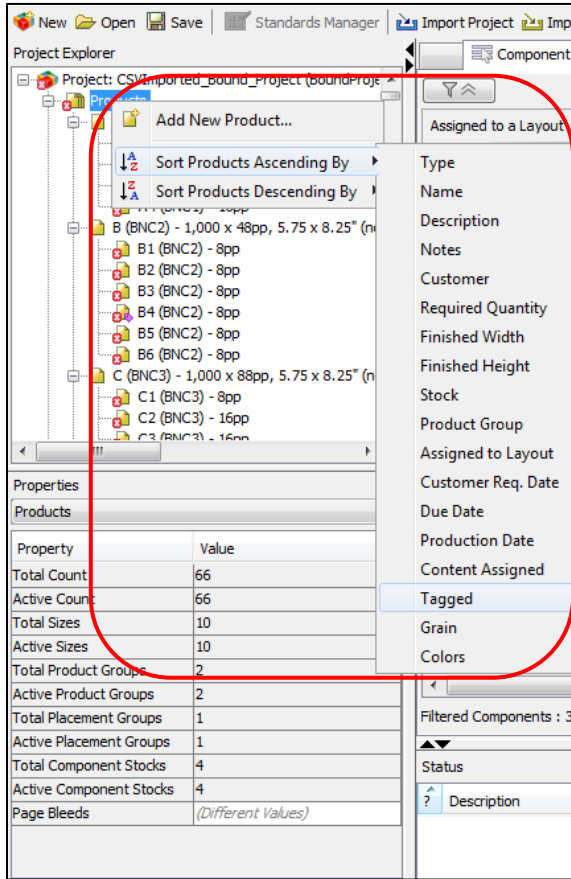 New Open Save Standards Manager Import Project Imp
Project Explorer
Component
Project: CSVImported_Bound_Project (BoundProje
Products
Add New Product...
Assigned to a Layout
Sort Products Ascending By
Sort Products Descending By
Type
Name
Description
Notes
Customer
Required Quantity
Finished Width
Finished Height
Stock
Product Group
Assigned to Layout
Customer Req. Date
Due Date
Production Date
Content Assigned
Tagged
Grain
Colors
B (BNC2) - 1,000 x 48pp, 5.75 x 8.25" (n
B1 (BNC2) - 8pp
B2 (BNC2) - 8pp
B3 (BNC2) - 8pp
B4 (BNC2) - 8pp
B5 (BNC2) - 8pp
B6 (BNC2) - 8pp
C (BNC3) - 1,000 x 88pp, 5.75 x 8.25" (n
C1 (BNC3) - 8pp
C2 (BNC3) - 16pp
C3 (BNC3) - 16pp
Properties
Products
Property Value
Total Count 66
Active Count 66
Total Sizes 10
Active Sizes 10
Total Product Groups 2
Active Product Groups 2
Total Placement Groups 1
Active Placement Groups 1
Total Component Stocks 4
Active Component Stocks 4
Page Bleeds (Different Values)
Filtered Components : 3
Status
? Description